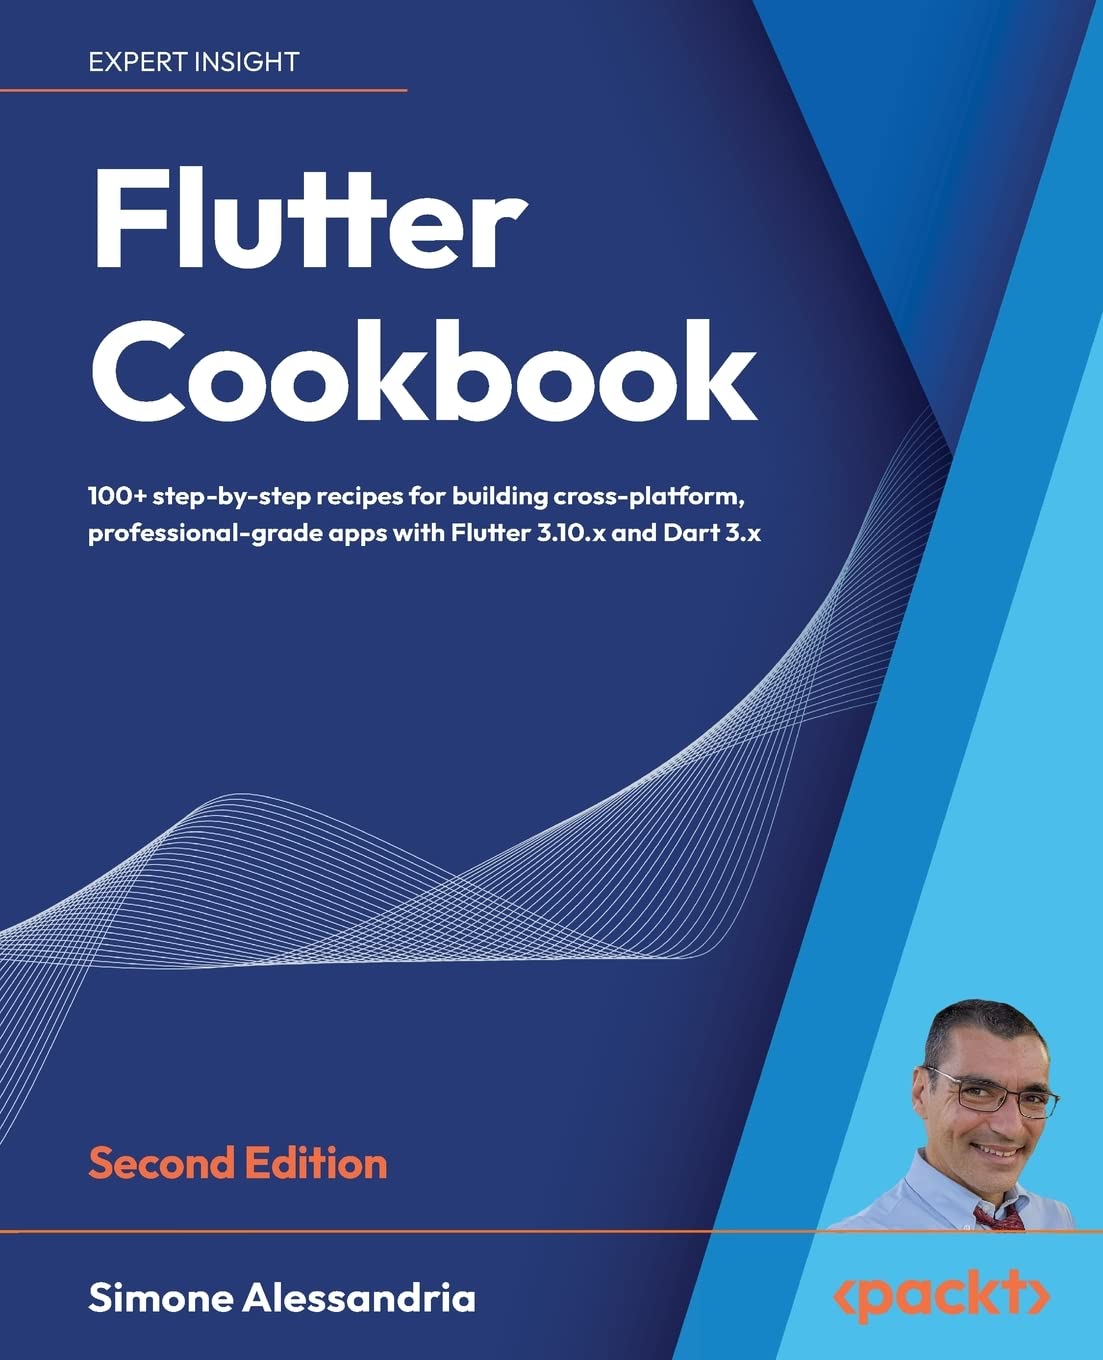 EXPERT INSIGHT
Flutter
Cookbook
100+ step-by-step recipes for building cross-platform,
professional-grade apps with Flutter 3.10.x and Dart 3.x
Second Edition
Simone Alessandria
<packt>